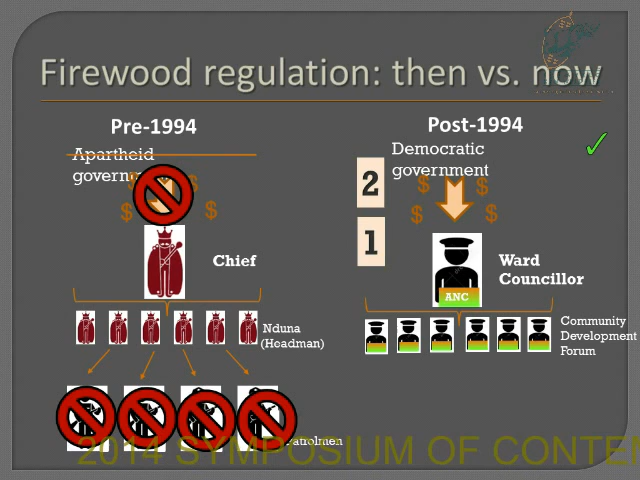 Firewood regulation: then vs. now
Pre-1994
Post-1994
Apartheid
Democratic
government
2
1
$ $
$ $
$ $
$ $
Chief
Ward
Councillor
ANC
Nduna
(Headman)
Community
Development
Forum
Patrolmen
2014 SYMPOSIUM OF CONTEN